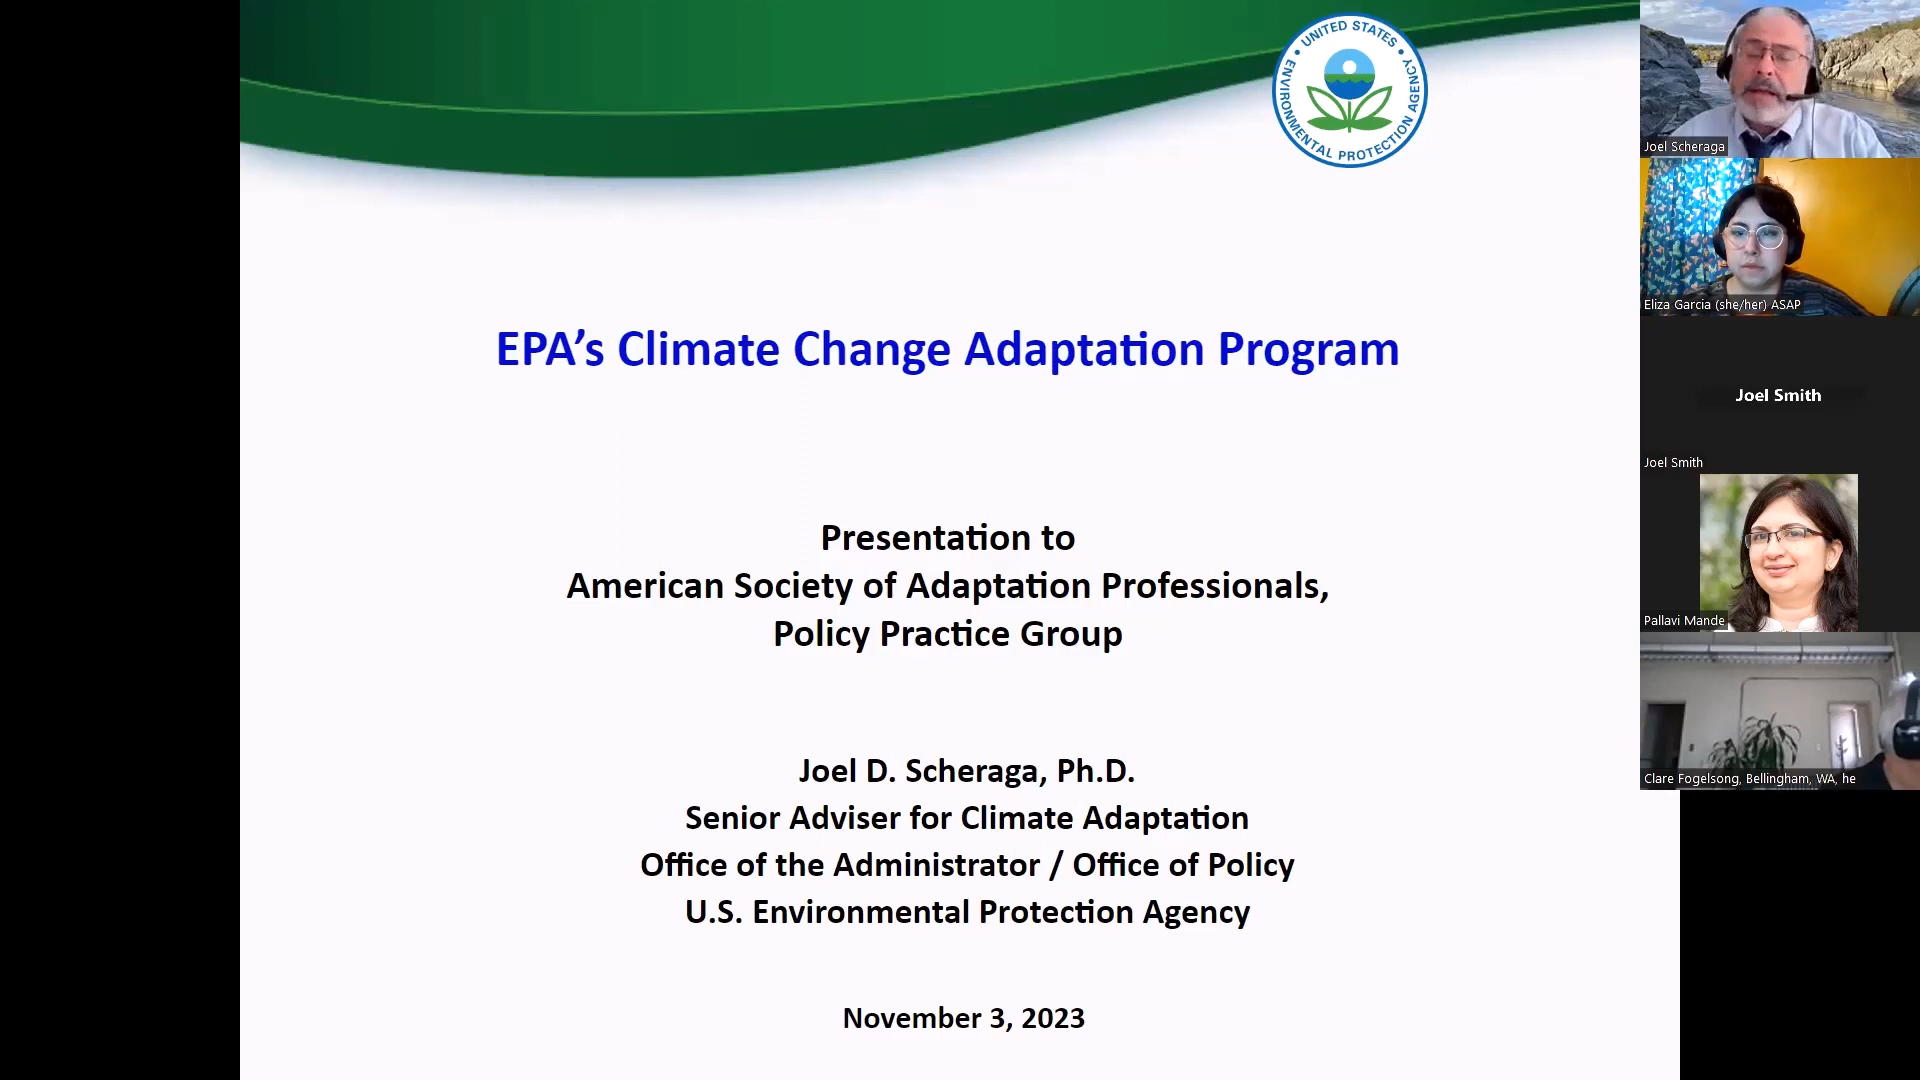 UNITED STATES
ENVIRONMENTAL PROTECTION AGENCY
EPA’s Climate Change Adaptation Program
Presentation to
American Society of Adaptation Professionals,
Policy Practice Group
Joel D. Scheraga, Ph.D.
Senior Adviser for Climate Adaptation
Office of the Administrator / Office of Policy
U.S. Environmental Protection Agency
November 3, 2023
Joel Scheraga
Eliza Garcia (she/her) ASAP
Joel Smith
Joel Smith
Pallavi Mande
Clare Fogelsong, Bellingham, WA, he